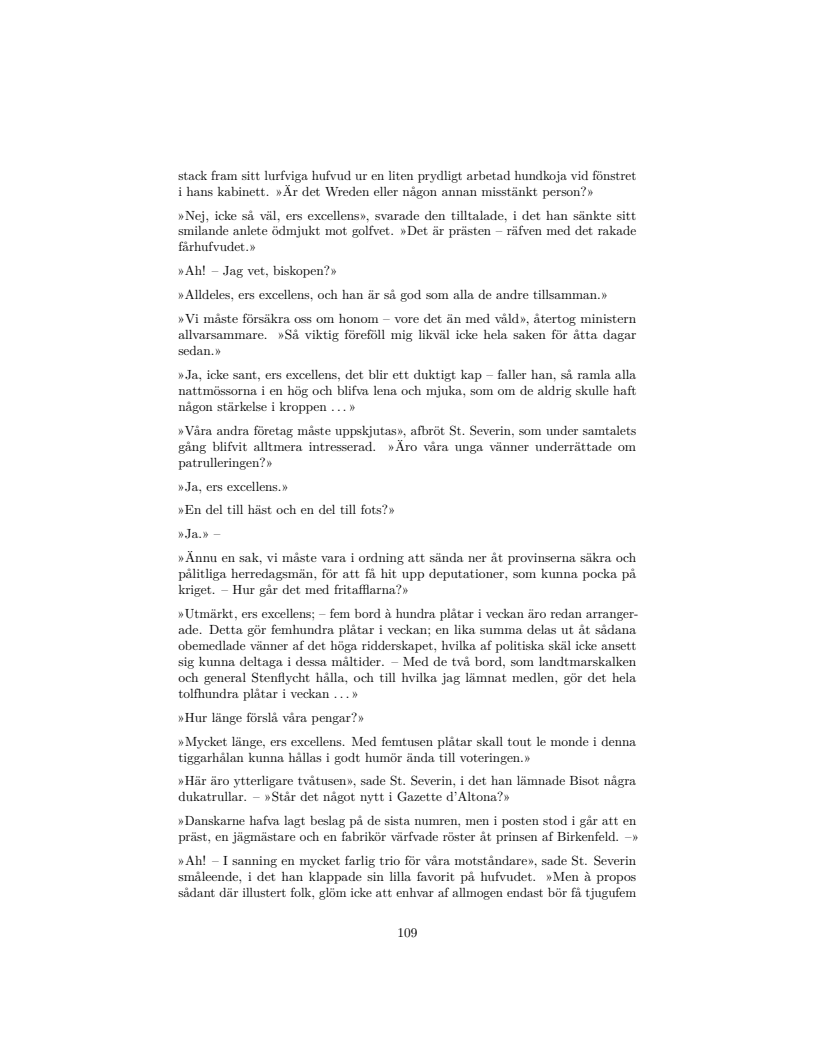 stack fram sitt lurfviga hufvud ur en liten prydligt arbetad hundkoja vid fönstret
i hans kabinett. »Är det Wreden eller någon annan misstänkt person?»
»Nej, icke så väl, ers excellens», svarade den tilltalade, i det han sänkte sitt
smilande anlete ödmjukt mot golfvet. »Det är prästen – räfven med det rakade
fårhufvudet.»
»Ah! – Jag vet, biskopen?»
»Alldeles, ers excellens, och han är så god som alla de andre tillsamman.»
»Vi måste försäkra oss om honom – vore det än med våld», återtog ministern
allvarsammare. »Så viktig föreföll mig likväl icke hela saken för åtta dagar
sedan.»
»Ja, icke sant, ers excellens, det blir ett duktigt kap – faller han, så ramla alla
nattmössorna i en hög och blifva lena och mjuka, som om de aldrig skulle haft
någon stärkelse i kroppen . . . »
»Våra andra företag måste uppskjutas», afbröt St. Severin, som under samtalets
gång blifvit alltmera intresserad. »Äro våra unga vänner underrättade om
patrulleringen?»
»Ja, ers excellens.»
»En del till häst och en del till fots?»
»Ja.» –
»Ännu en sak, vi måste vara i ordning att sända ner åt provinserna säkra och
pålitliga herredagsmän, för att få hit upp deputationer, som kunna pocka på
kriget. – Hur går det med fritafflarna?»
»Utmärkt, ers excellens; – fem bord à hundra plåtar i veckan äro redan arranger-
ade. Detta gör femhundra plåtar i veckan; en lika summa delas ut åt sådana
obemedlade vänner af det höga ridderskapet, hvilka af politiska skäl icke ansett
sig kunna deltaga i dessa måltider. – Med de två bord, som landtmarskalken
och general Stenflycht hålla, och till hvilka jag lämnat medlen, gör det hela
tolfhundra plåtar i veckan . . . »
»Hur länge förslå våra pengar?»
»Mycket länge, ers excellens. Med femtusen plåtar skall tout le monde i denna
tiggarhålan kunna hållas i godt humör ända till voteringen.»
»Här äro ytterligare tvåtusen», sade St. Severin, i det han lämnade Bisot några
dukatrullar. – »Står det något nytt i Gazette d'Altona?»
»Danskarne hafva lagt beslag på de sista numren, men i posten stod i går att en
präst, en jägmästare och en fabrikör värfvade röster åt prinsen af Birkenfeld. –»
»Ah! – I sanning en mycket farlig trio för våra motståndare», sade St. Severin
småleende, i det han klappade sin lilla favorit på hufvudet. »Men à propos
sådant där illustert folk, glöm icke att enhvar af allmogen endast bör få tjugufem
109